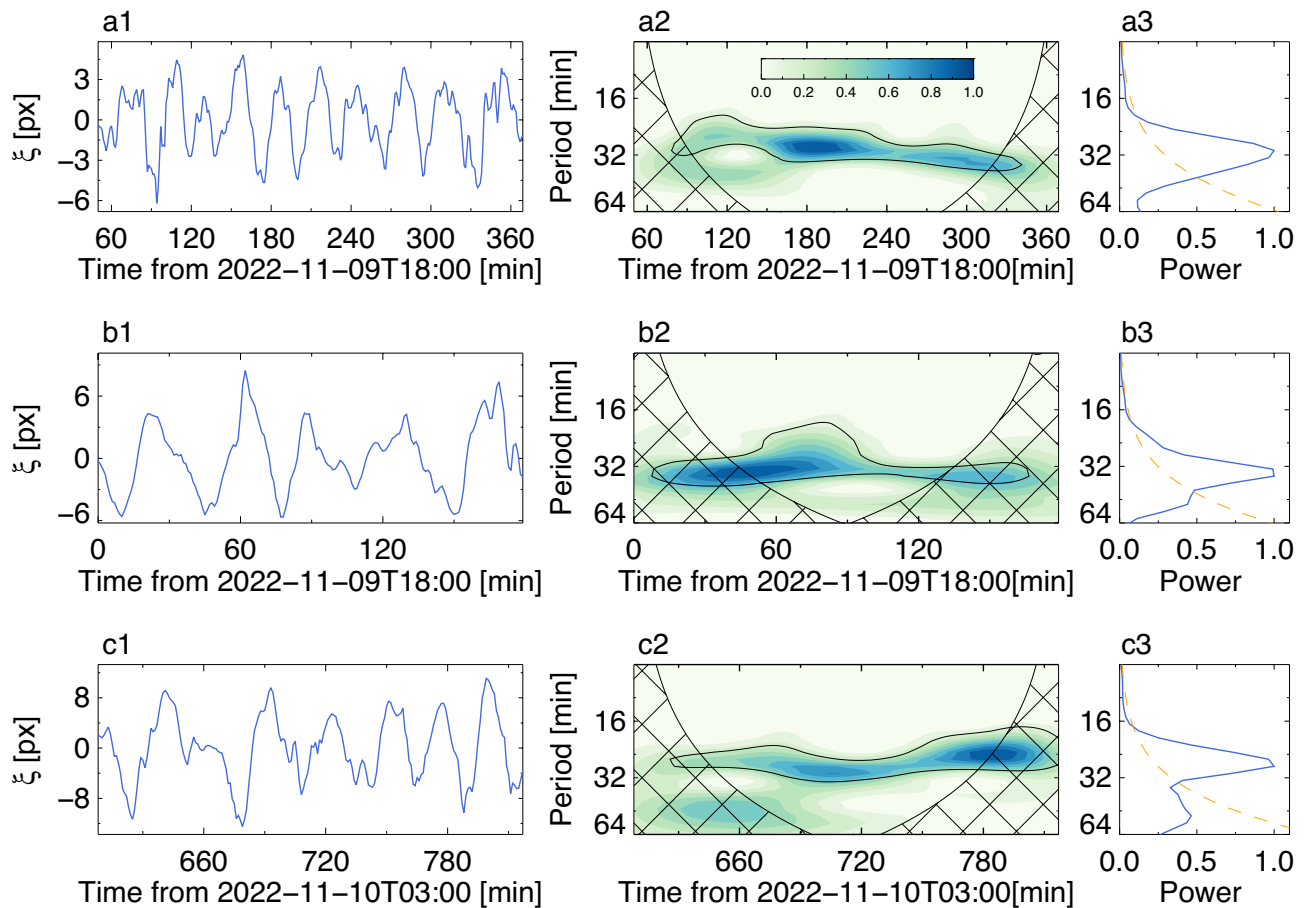 a1
a2
a3
ξ [px]
3
0
−3
−6
60 120 180 240 300 360
Time from 2022−11−09T18:00 [min]
Period [min]
16
32
64
0.0 0.2 0.4 0.6 0.8 1.0
60 120 180 240 300 360
Time from 2022−11−09T18:00[min]
16
32
64
0.0 0.5 1.0
Power
b1
b2
b3
ξ [px]
6
0
−6
0 60 120
Time from 2022−11−09T18:00 [min]
Period [min]
16
32
64
0 60 120
Time from 2022−11−09T18:00[min]
16
32
64
0.0 0.5 1.0
Power
c1
c2
c3
ξ [px]
8
0
−8
660 720 780
Time from 2022−11−10T03:00 [min]
Period [min]
16
32
64
660 720 780
Time from 2022−11−10T03:00[min]
16
32
64
0.0 0.5 1.0
Power